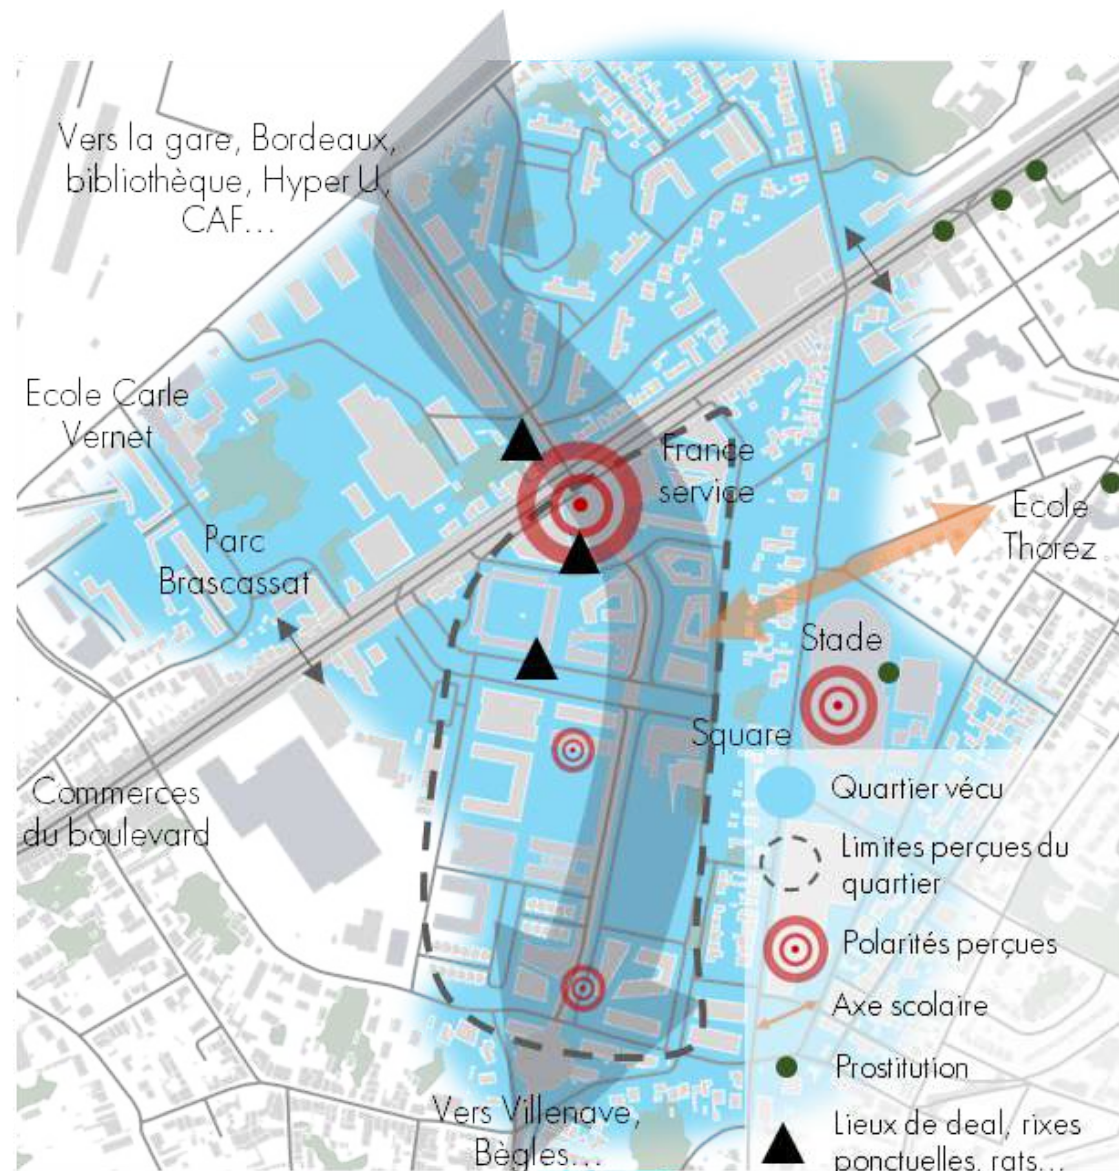 Vers la gare, Bordeaux,
bibliothèque, Hyper U,
CAF...
Ecole Carle
Vernet
France
service
Ecole
Thorez
Parc
Brascassat
Stade
Square
Commerces
du boulevard
Quartier vécu
Limites perçues du
quartier
Polarités perçues
Axe scolaire
Prostitution
Lieux de deal, rixes
ponctuelles, rats...
Vers Villenave,
Bègles...